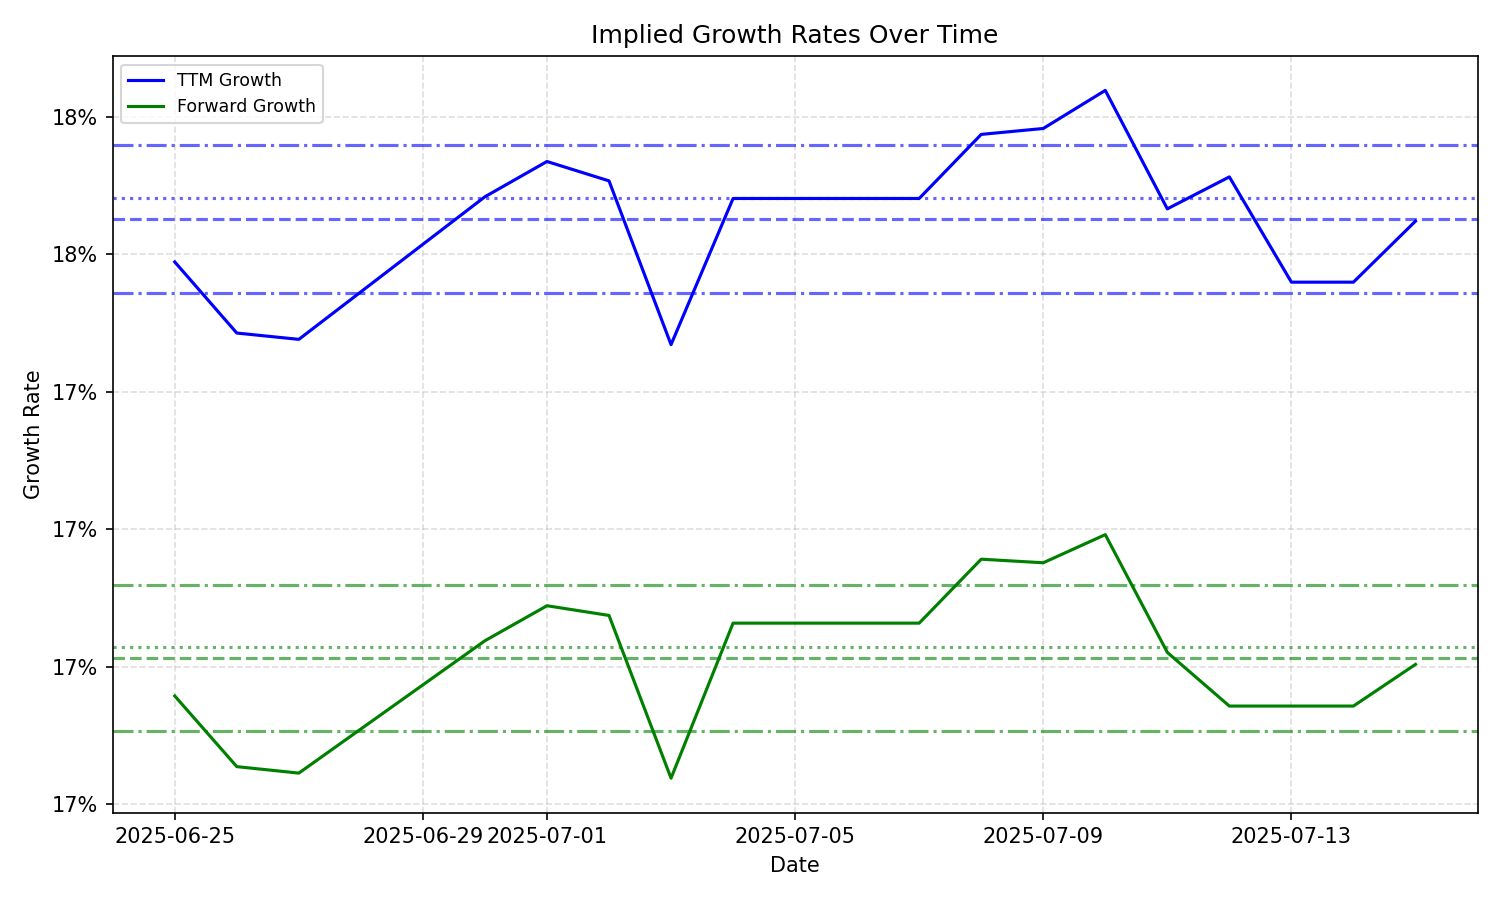 Implied Growth Rates Over Time
TTM Growth
Forward Growth
18%
18%
17%
17%
17%
17%
Growth Rate
2025-06-25 2025-06-29 2025-07-01 2025-07-05 2025-07-09 2025-07-13
Date